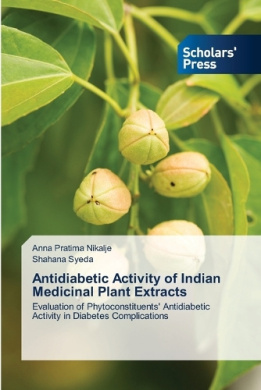 Scholars'
Press
Anna Pratima Nikalje
Shahana Syeda
Antidiabetic Activity of Indian
Medicinal Plant Extracts
Evaluation of Phytoconstituents' Antidiabetic
Activity in Diabetes Complications